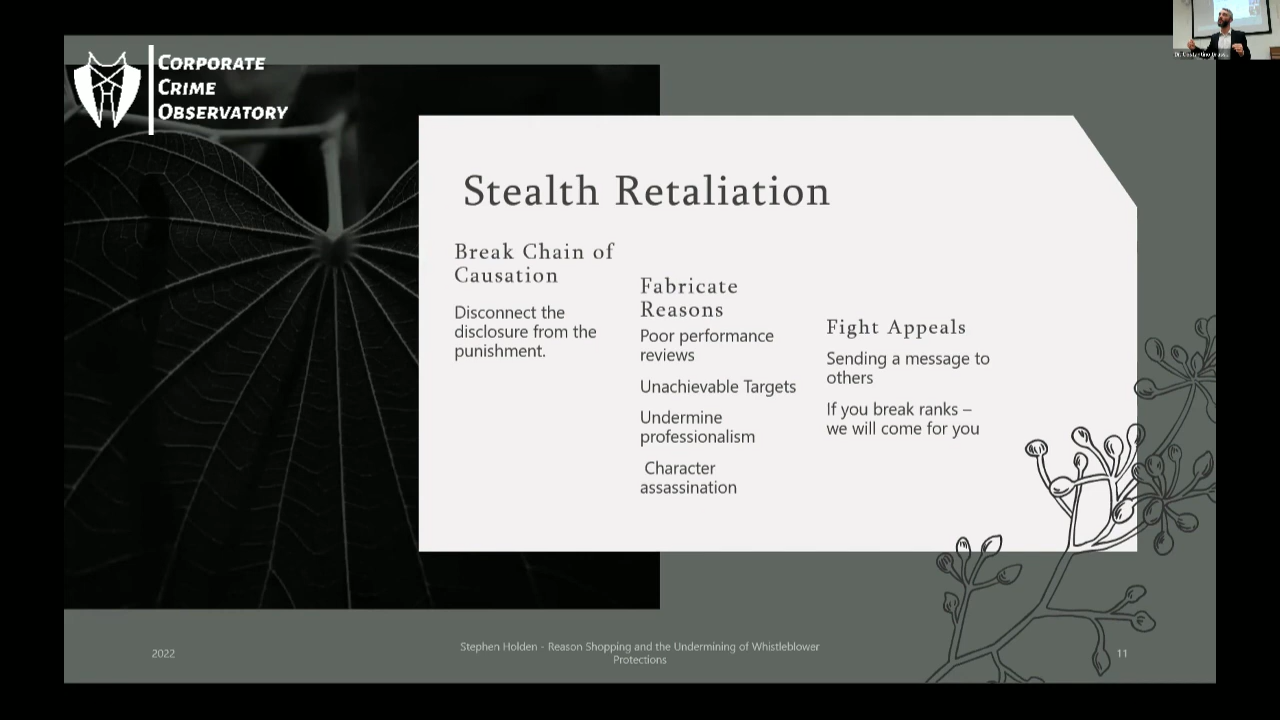 CORPORATE
CRIME
OBSERVATORY
Stealth Retaliation
Break Chain of
Causation
Disconnect the
disclosure from the
punishment.
Fabricate
Reasons
Poor performance
reviews
Unachievable Targets
Undermine
professionalism
Character
assassination
Fight Appeals
Sending a message to
others
If you break ranks –
we will come for you
2022
Stephen Holden - Reason Shopping and the Undermining of Whistleblower
Protections
11